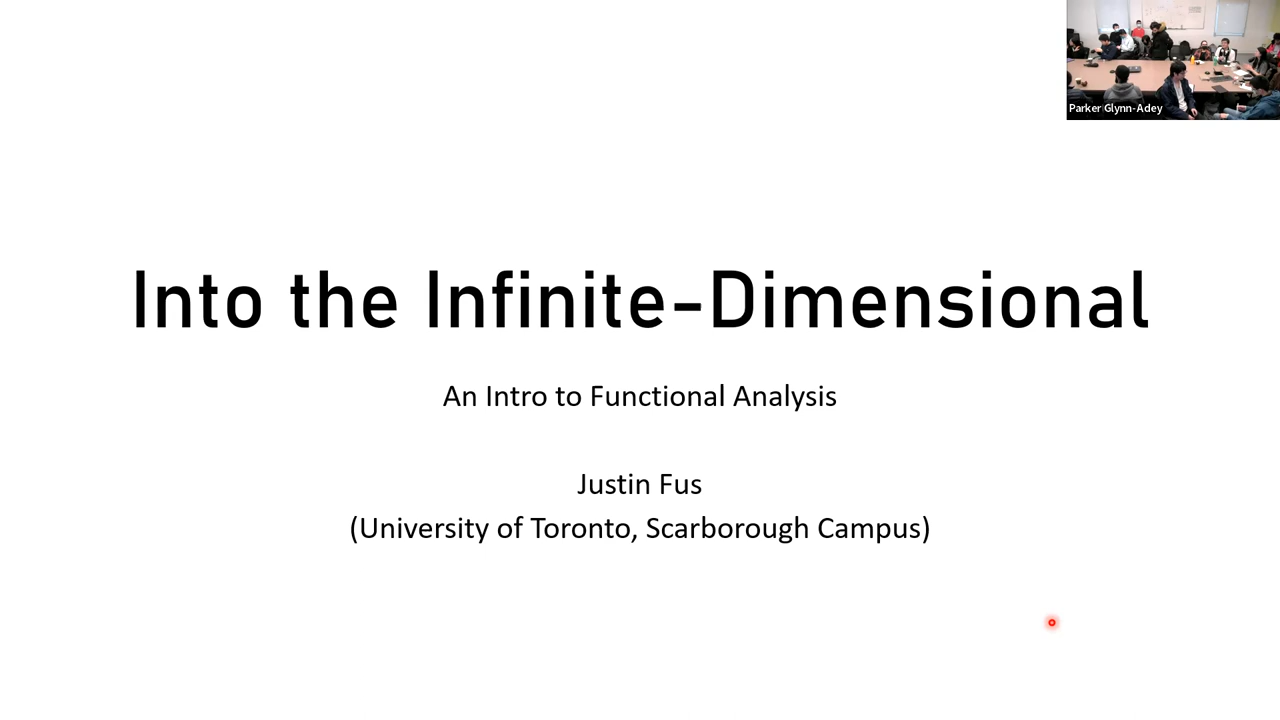 Parker Glynn-Adey
Into the Infinite-Dimensional
An Intro to Functional Analysis
Justin Fus
(University of Toronto, Scarborough Campus)